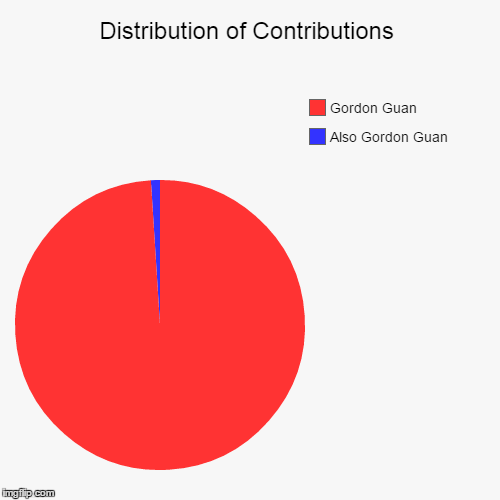 Distribution of Contributions
Gordon Guan
Also Gordon Guan
imgflip.com